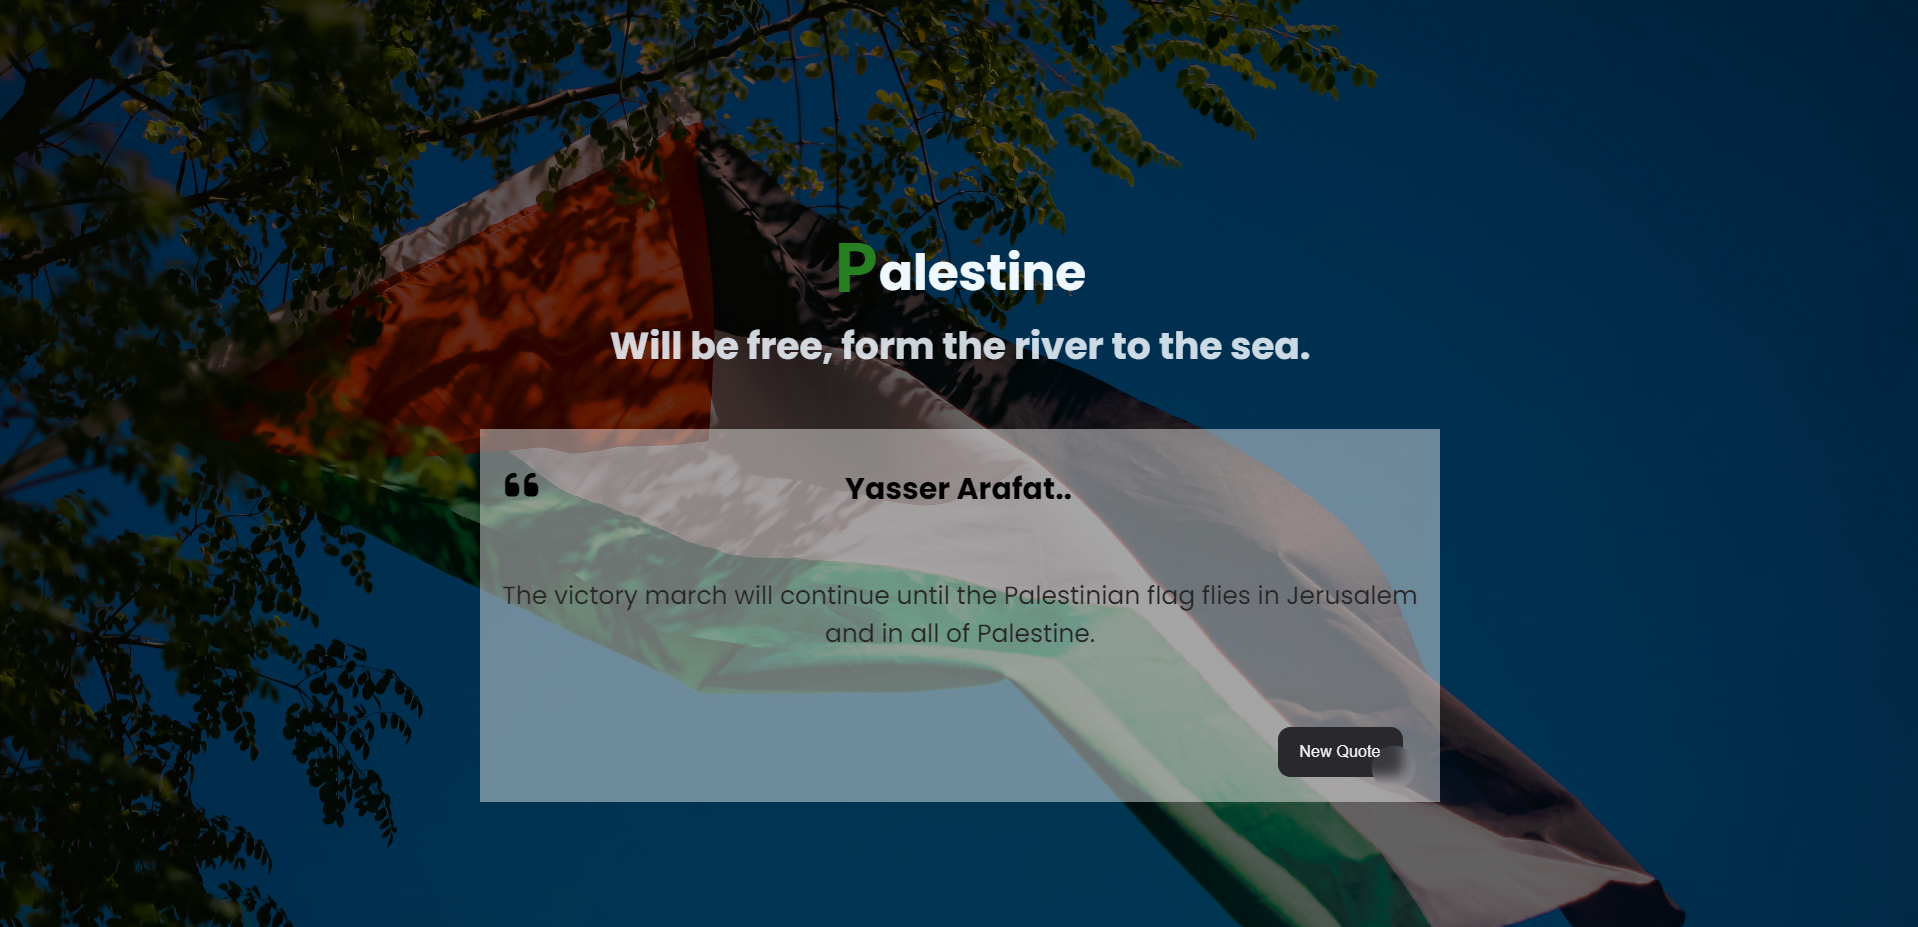 Palestine
Will be free, form the river to the sea.
“ Yasser Arafat..
The victory march will continue until the Palestinian flag flies in Jerusalem
and in all of Palestine.
New Quote